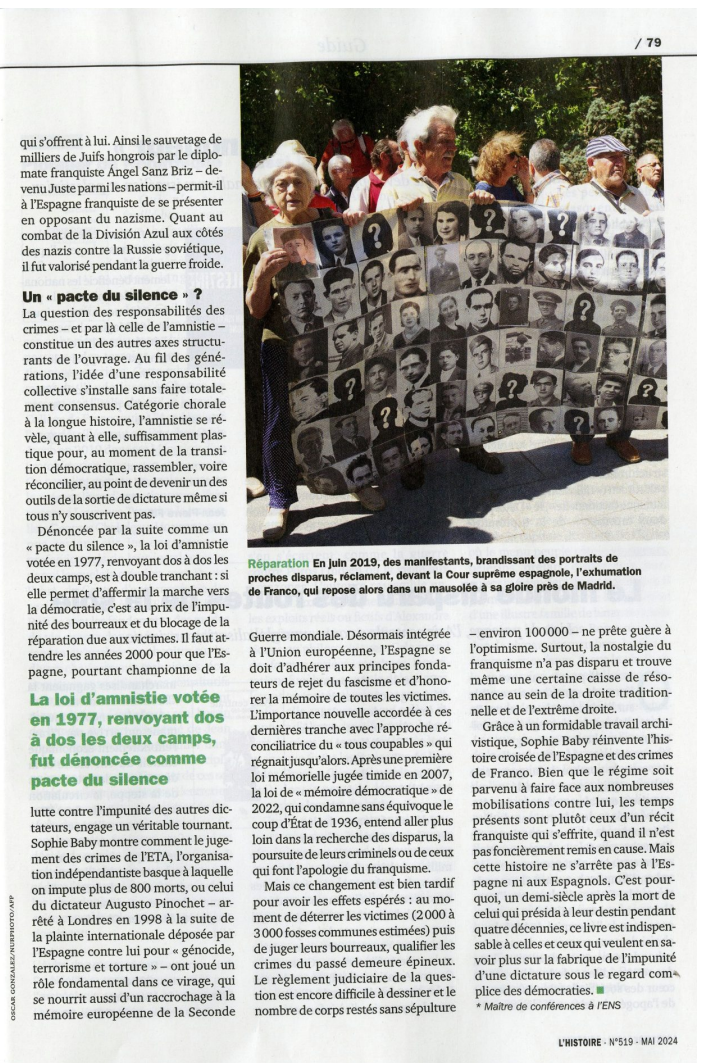 / 79
qui s'offrent à lui. Ainsi le sauvetage de
milliers de Juifs hongrois par le diplo-
mate franquiste Ángel Sanz Briz – de-
venu Juste parmi les nations – permit-il
à l'Espagne franquiste de se présenter
en opposant du nazisme. Quant au
combat de la División Azul aux côtés
des nazis contre la Russie soviétique,
il fut valorisé pendant la guerre froide.
Un « pacte du silence » ?
La question des responsabilités des
crimes – et par là celle de l'amnistie –
constitue un des autres axes structu-
rants de l'ouvrage. Au fil des géné-
rations, l'idée d'une responsabilité
collective s'installe sans faire totale-
ment consensus. Catégorie chorale
à la longue histoire, l'amnistie se ré-
vèle, quant à elle, suffisamment plas-
tique pour, au moment de la transi-
tion démocratique, rassembler, voire
réconcilier, au point de devenir un des
outils de la sortie de dictature même si
tous n'y souscrivent pas.
Dénoncée par la suite comme un
« pacte du silence », la loi d'amnistie
votée en 1977, renvoyant dos à dos les
deux camps, est à double tranchant : si
elle permet d'affermir la marche vers
la démocratie, c'est au prix de l'impu-
nité des bourreaux et du blocage de la
réparation due aux victimes. Il faut at-
tendre les années 2000 pour que l'Es-
pagne, pourtant championne de la
La loi d'amnistie votée
en 1977, renvoyant dos
à dos les deux camps,
fut dénoncée comme
pacte du silence
lutte contre l'impunité des autres dic-
tateurs, engage un véritable tournant.
Sophie Baby montre comment le juge-
ment des crimes de l'ETA, l'organisa-
tion indépendantiste basque à laquelle
on impute plus de 800 morts, ou celui
du dictateur Augusto Pinochet – ar-
rêté à Londres en 1998 à la suite de
la plainte internationale déposée par
l'Espagne contre lui pour « génocide,
terrorisme et torture » – ont joué un
rôle fondamental dans ce virage, qui
se nourrit aussi d'un raccrochage à la
mémoire européenne de la Seconde
OSCAR GONZALEZ/NURPHOTO/AFP
Réparation En juin 2019, des manifestants, brandissant des portraits de
proches disparus, réclament, devant la Cour suprême espagnole, l'exhumation
de Franco, qui repose alors dans un mausolée à sa gloire près de Madrid.
Guerre mondiale. Désormais intégrée
à l'Union européenne, l'Espagne se
doit d'adhérer aux principes fonda-
teurs de rejet du fascisme et d'hono-
rer la mémoire de toutes les victimes.
L'importance nouvelle accordée à ces
dernières tranche avec l'approche ré-
conciliatrice du « tous coupables » qui
régnait jusqu'alors. Après une première
loi mémorielle jugée timide en 2007,
la loi de « mémoire démocratique » de
2022, qui condamne sans équivoque le
coup d'État de 1936, entend aller plus
loin dans la recherche des disparus, la
poursuite de leurs criminels ou de ceux
qui font l'apologie du franquisme.
Mais ce changement est bien tardif
pour avoir les effets espérés : au mo-
ment de déterrer les victimes (2 000 à
3 000 fosses communes estimées) puis
de juger leurs bourreaux, qualifier les
crimes du passé demeure épineux.
Le règlement judiciaire de la ques-
tion est encore difficile à dessiner et le
nombre de corps restés sans sépulture
– environ 100 000 – ne prête guère à
l'optimisme. Surtout, la nostalgie du
franquisme n'a pas disparu et trouve
même une certaine caisse de réso-
nance au sein de la droite tradition-
nelle et de l'extrême droite.
Grâce à un formidable travail archi-
vistique, Sophie Baby réinvente l'his-
toire croisée de l'Espagne et des crimes
de Franco. Bien que le régime soit
parvenu à faire face aux nombreuses
mobilisations contre lui, les temps
présents sont plutôt ceux d'un récit
franquiste qui s'effrite, quand il n'est
pas foncièrement remis en cause. Mais
cette histoire ne s'arrête pas à l'Es-
pagne ni aux Espagnols. C'est pour-
quoi, un demi-siècle après la mort de
celui qui présida à leur destin pendant
quatre décennies, ce livre est indispen-
sable à celles et ceux qui veulent en sa-
voir plus sur la fabrique de l'impunité
d'une dictature sous le regard com-
plice des démocraties.
* Maître de conférences à l'ENS
L'HISTOIRE - N°519 - MAI 2024